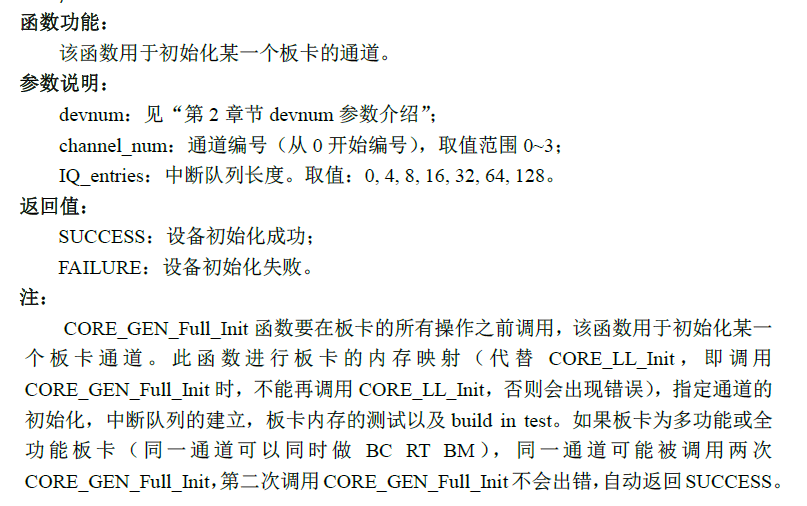 函数功能：
该函数用于初始化某一个板卡的通道。
参数说明：
devnum：见“第 2 章节 devnum 参数介绍”；
channel_num：通道编号（从 0 开始编号），取值范围 0~3；
IQ_entries：中断队列长度。取值：0, 4, 8, 16, 32, 64, 128。
返回值：
SUCCESS：设备初始化成功；
FAILURE：设备初始化失败。
注：
CORE_GEN_Full_Init 函数要在板卡的所有操作之前调用，该函数用于初始化某一
个板卡通道。此函数进行板卡的内存映射（代替 CORE_LL_Init，即调用
CORE_GEN_Full_Init 时，不能再调用 CORE_LL_Init，否则会出现错误），指定通道的
初始化，中断队列的建立，板卡内存的测试以及 build in test。如果板卡为多功能或全
功能板卡（同一通道可以同时做 BC RT BM），同一通道可能被调用两次
CORE_GEN_Full_Init，第二次调用 CORE_GEN_Full_Init 不会出错，自动返回 SUCCESS。